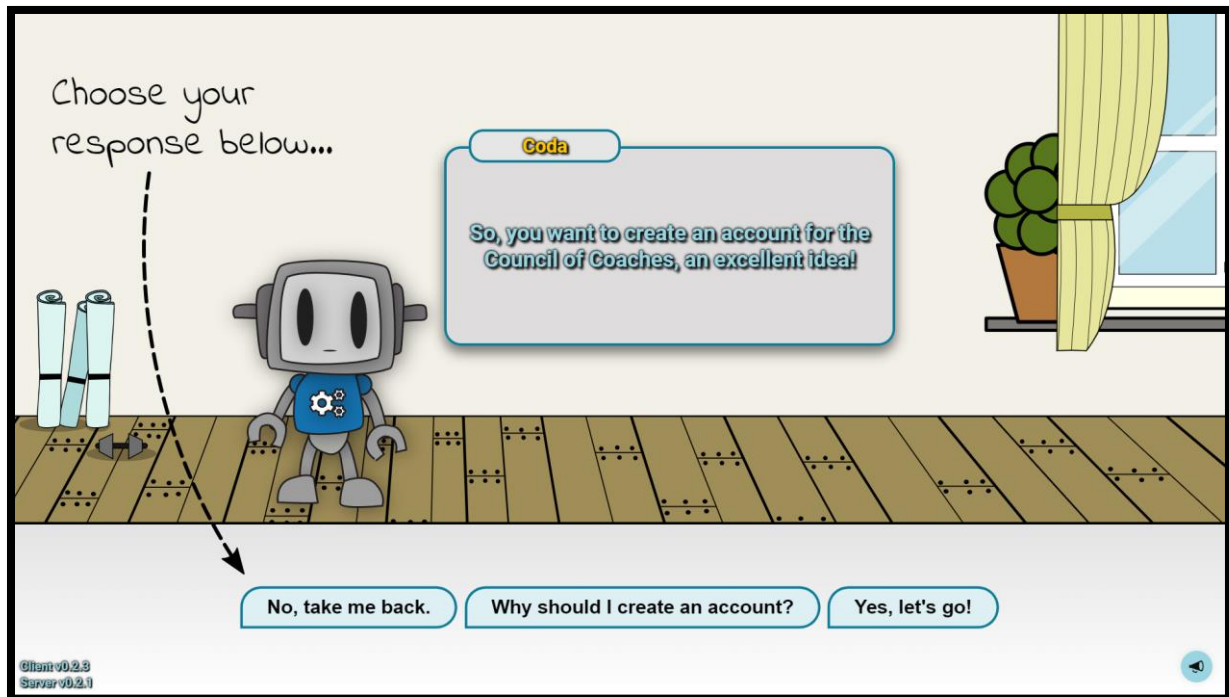 Choose your
response below...
Coda
So, you want to create an account for the
Council of Coaches, an excellent idea!
No, take me back.
Why should I create an account?
Yes, let's go!
Client v0.2.3
Server v0.2.1